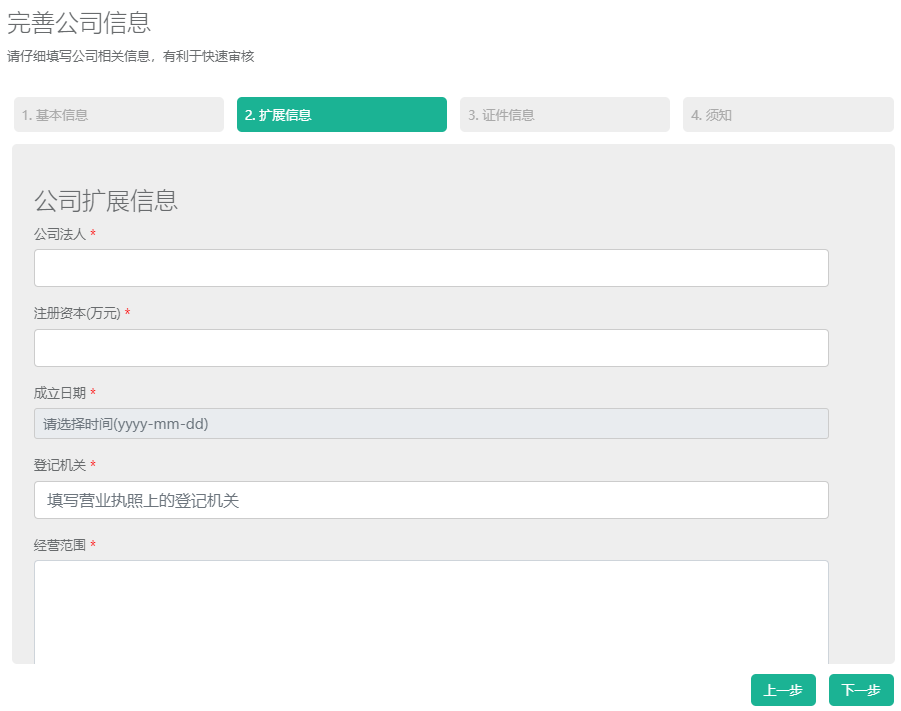 完善公司信息
请仔细填写公司相关信息，有利于快速审核
1. 基本信息 2. 扩展信息 3. 证件信息 4. 须知
公司扩展信息
公司法人 *
注册资本(万元) *
成立日期 *
请选择时间(yyyy-mm-dd)
登记机关 *
填写营业执照上的登记机关
经营范围 *
上一步 下一步